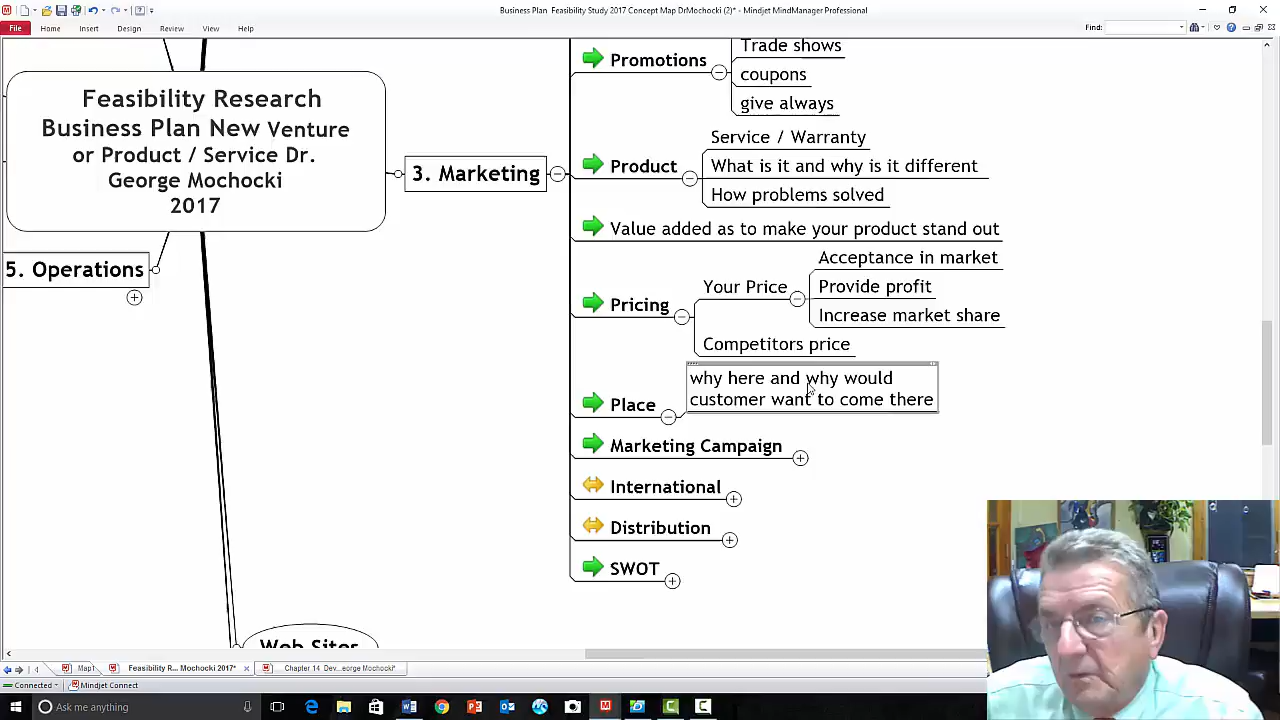 Business Plan Feasibility Study 2017 Concept Map DrMochocki (2)* - Mindjet MindManager Professional
File Home Insert Design Review View Help Find:
Feasibility Research
Business Plan New Venture
or Product / Service Dr.
George Mochocki
2017
5. Operations
3. Marketing
Promotions
Trade shows
coupons
give always
Product
Service / Warranty
What is it and why is it different
How problems solved
Value added as to make your product stand out
Pricing
Your Price
Acceptance in market
Provide profit
Increase market share
Competitors price
Place
why here and why would
customer want to come there
Marketing Campaign
International
Distribution
SWOT
Web Sites
Map1 Feasibility R... Mochocki 2017* Chapter 14 Dev...eorge Mochocki*
Connected Mindjet Connect
Ask me anything